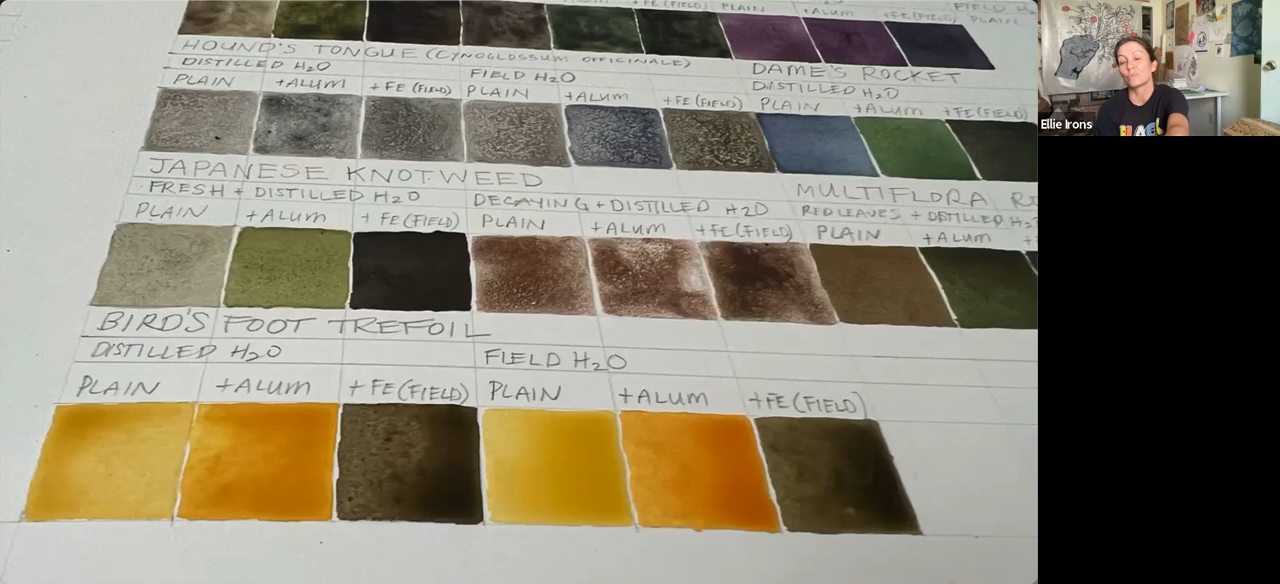 +FE(FIELD) PLAIN +ALUM +FE(FIELD) PLAIN
FIELD H
HOUND'S TONGUE (CYNOGLOSSUM OFFICINALE)
DISTILLED H2O FIELD H2O
PLAIN +ALUM +FE (FIELD) PLAIN +ALUM +FE(FIELD)
DAME'S ROCKET
DISTILLED H2O
PLAIN +ALUM +FE(FIELD)
JAPANESE KNOTWEED
FRESH + DISTILLED H2O DECAYING + DISTILLED H2O
PLAIN +ALUM + FE(FIELD) PLAIN +ALUM +FE(FIELD)
MULTIFLORA
RED LEAVES + DISTILLED H2
PLAIN +ALUM +
BIRD'S FOOT TREFOIL
DISTILLED H2O FIELD H2O
PLAIN +ALUM +FE(FIELD) PLAIN +ALUM +FE(FIELD)
Ellie Irons